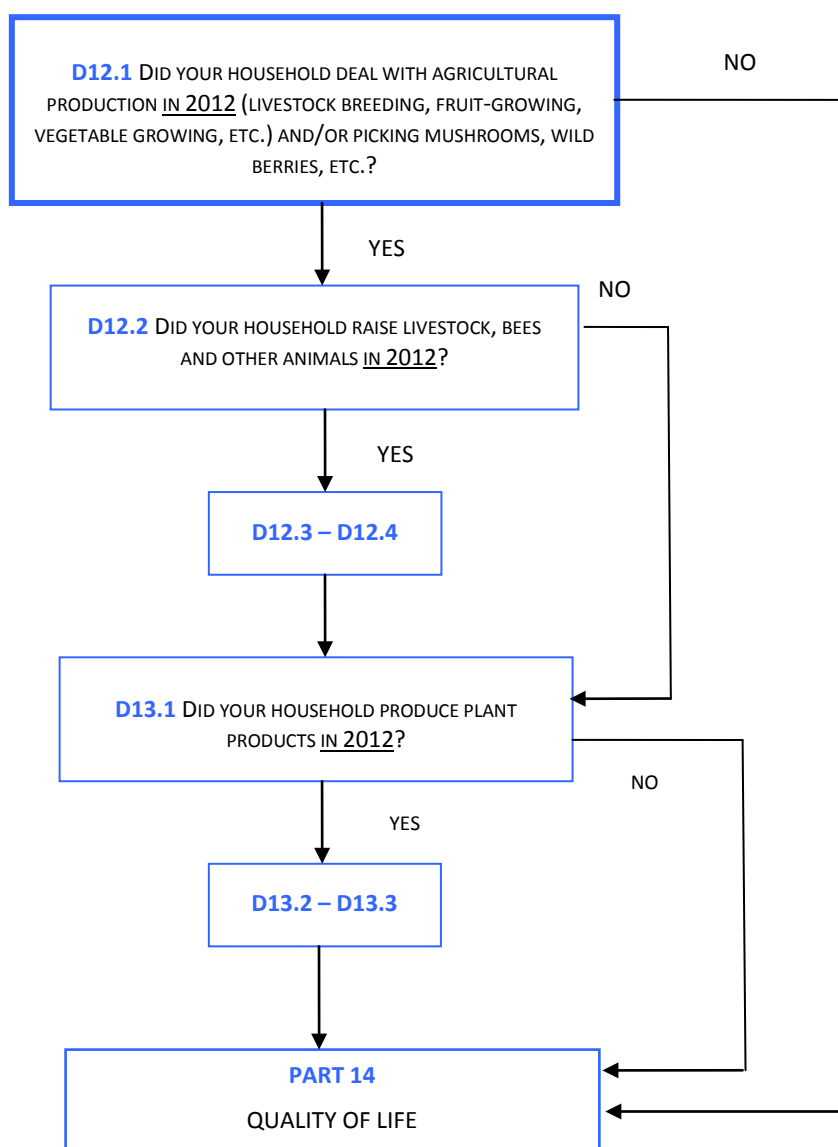 D12.1 DID YOUR HOUSEHOLD DEAL WITH AGRICULTURAL
PRODUCTION IN 2012 (LIVESTOCK BREEDING, FRUIT-GROWING,
VEGETABLE GROWING, ETC.) AND/OR PICKING MUSHROOMS, WILD
BERRIES, ETC.?
NO
YES
NO
D12.2 DID YOUR HOUSEHOLD RAISE LIVESTOCK, BEES
AND OTHER ANIMALS IN 2012?
YES
D12.3 – D12.4
D13.1 DID YOUR HOUSEHOLD PRODUCE PLANT
PRODUCTS IN 2012?
NO
YES
D13.2 – D13.3
PART 14
QUALITY OF LIFE